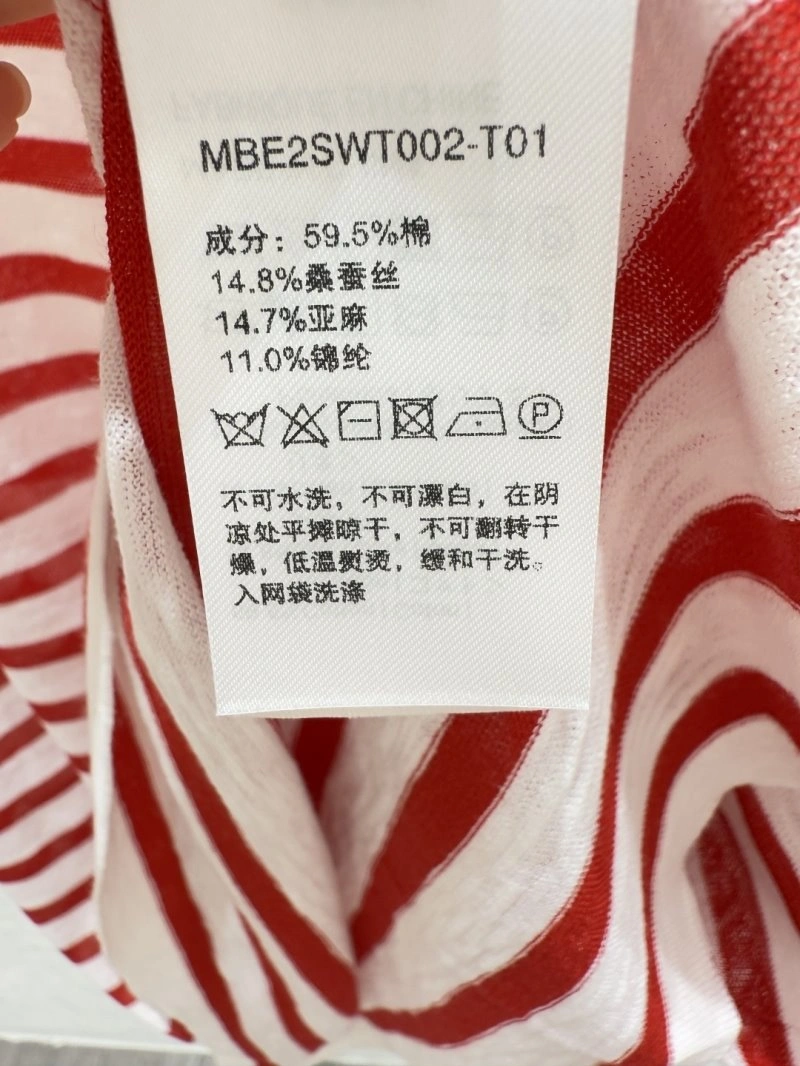 MBE2SWT002-T01
成分：59.5%棉
14.8%桑蚕丝
14.7%亚麻
11.0%锦纶
P
不可水洗，不可漂白，在阴
凉处平摊晾干，不可翻转干
燥，低温熨烫，缓和干洗。
入网袋洗涤